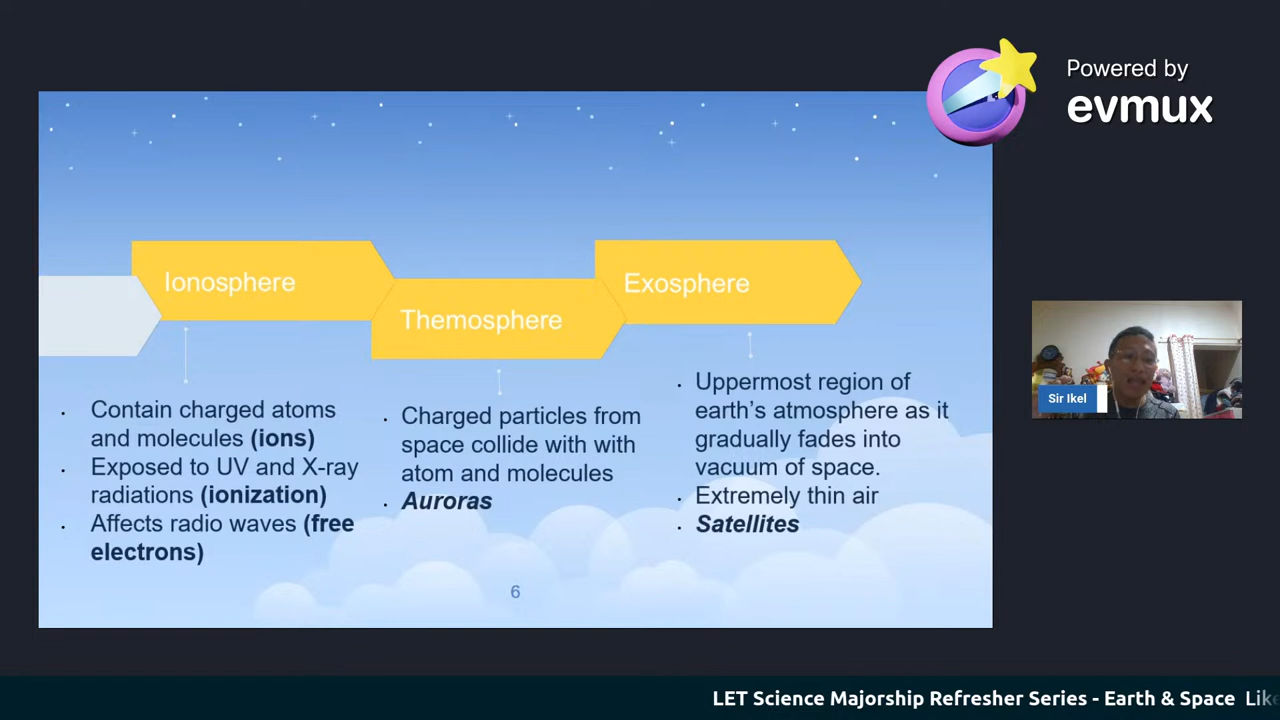 Powered by
evmux
Ionosphere
Themosphere
Exosphere
Contain charged atoms
and molecules (ions)
Exposed to UV and X-ray
radiations (ionization)
Affects radio waves (free
electrons)
Charged particles from
space collide with with
atom and molecules
Auroras
Uppermost region of
earth's atmosphere as it
gradually fades into
vacuum of space.
Extremely thin air
Satellites
6
Sir Ikel
LET Science Majorship Refresher Series - Earth & Space Lik